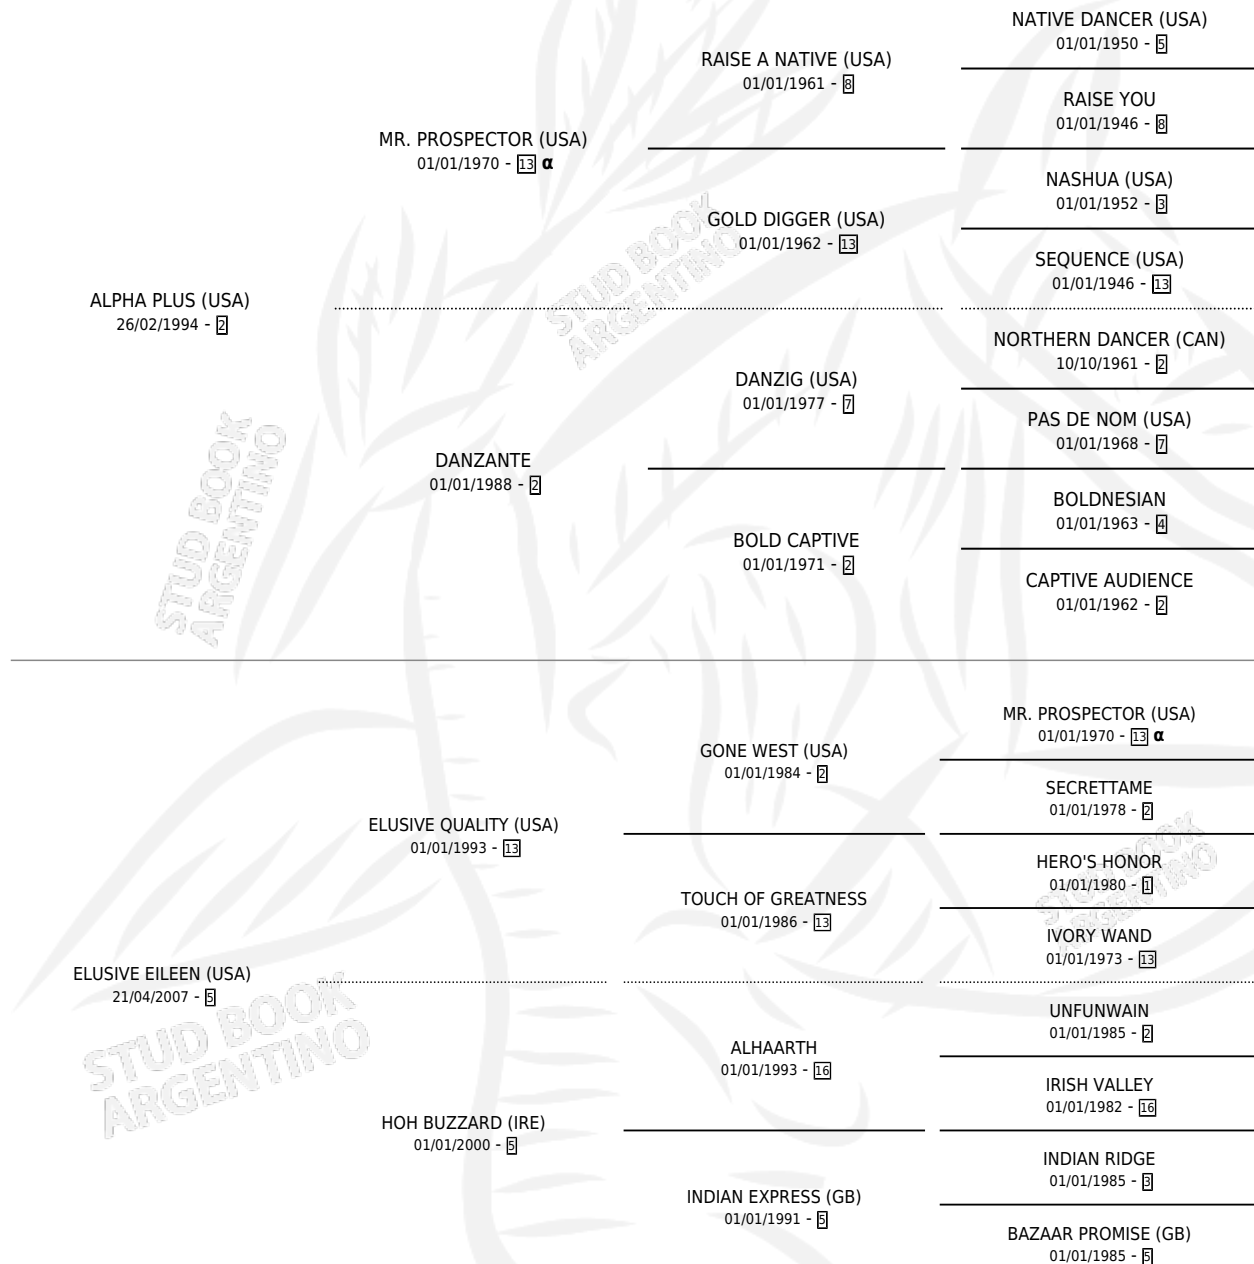 NATIVE DANCER (USA)
01/01/1950 - 5
RAISE A NATIVE (USA)
01/01/1961 - 8
RAISE YOU
01/01/1946 - 8
MR. PROSPECTOR (USA)
01/01/1970 - 13 α
NASHUA (USA)
01/01/1952 - 3
GOLD DIGGER (USA)
01/01/1962 - 13
SEQUENCE (USA)
01/01/1946 - 13
ALPHA PLUS (USA)
26/02/1994 - 2
NORTHERN DANCER (CAN)
10/10/1961 - 2
DANZIG (USA)
01/01/1977 - 7
PAS DE NOM (USA)
01/01/1968 - 7
DANZANTE
01/01/1988 - 2
BOLDNESIAN
01/01/1963 - 4
BOLD CAPTIVE
01/01/1971 - 2
CAPTIVE AUDIENCE
01/01/1962 - 2
MR. PROSPECTOR (USA)
01/01/1970 - 13 α
GONE WEST (USA)
01/01/1984 - 2
SECRETTAME
01/01/1978 - 2
ELUSIVE QUALITY (USA)
01/01/1993 - 13
HERO'S HONOR
01/01/1980 - 1
TOUCH OF GREATNESS
01/01/1986 - 13
IVORY WAND
01/01/1973 - 13
ELUSIVE EILEEN (USA)
21/04/2007 - 5
UNFUNWAIN
01/01/1985 - 2
ALHAARTH
01/01/1993 - 16
IRISH VALLEY
01/01/1982 - 16
HOH BUZZARD (IRE)
01/01/2000 - 5
INDIAN RIDGE
01/01/1985 - 3
INDIAN EXPRESS (GB)
01/01/1991 - 5
BAZAAR PROMISE (GB)
01/01/1985 - 5
STUD BOOK
ARGENTINO
STUD BOOK
ARGENTINO
STUD BOOK
ARGENTINO
STUD BOOK
ARGENTINO